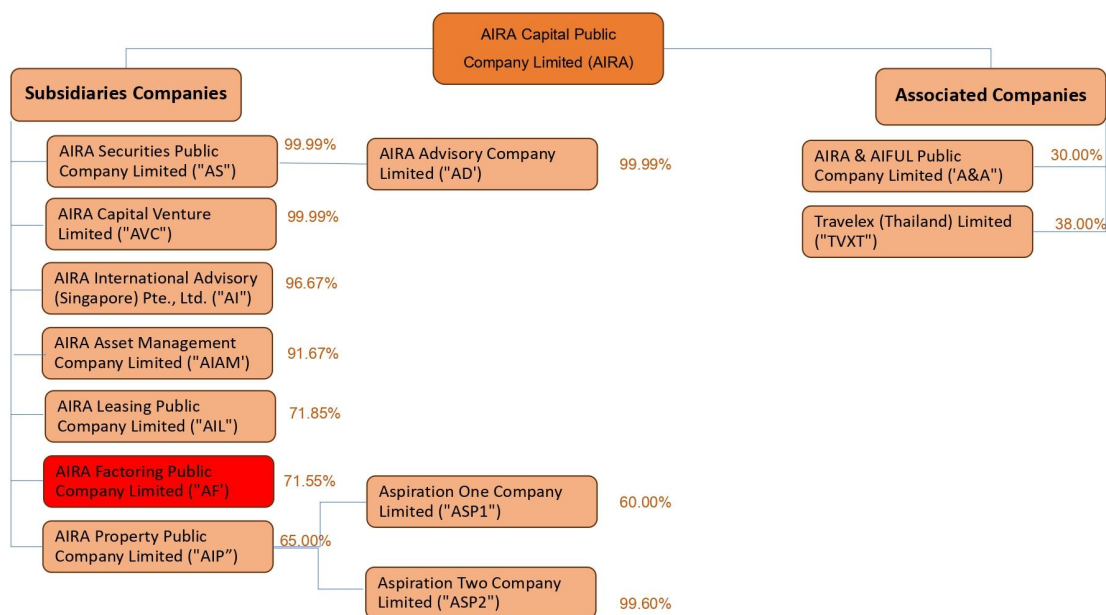 AIRA Capital Public
Company Limited (AIRA)
Subsidiaries Companies
Associated Companies
AIRA Securities Public
Company Limited ("AS")
99.99%
AIRA Advisory Company
Limited ("AD')
99.99%
AIRA & AIFUL Public
Company Limited ('A&A")
30.00%
AIRA Capital Venture
Limited ("AVC")
99.99%
Travelex (Thailand) Limited
("TVXT")
38.00%
AIRA International Advisory
(Singapore) Pte., Ltd. ("AI")
96.67%
AIRA Asset Management
Company Limited ("AIAM')
91.67%
AIRA Leasing Public
Company Limited ("AIL")
71.85%
AIRA Factoring Public
Company Limited ("AF')
71.55%
Aspiration One Company
Limited ("ASP1")
60.00%
AIRA Property Public
Company Limited ("AIP”)
65.00%
Aspiration Two Company
Limited ("ASP2")
99.60%